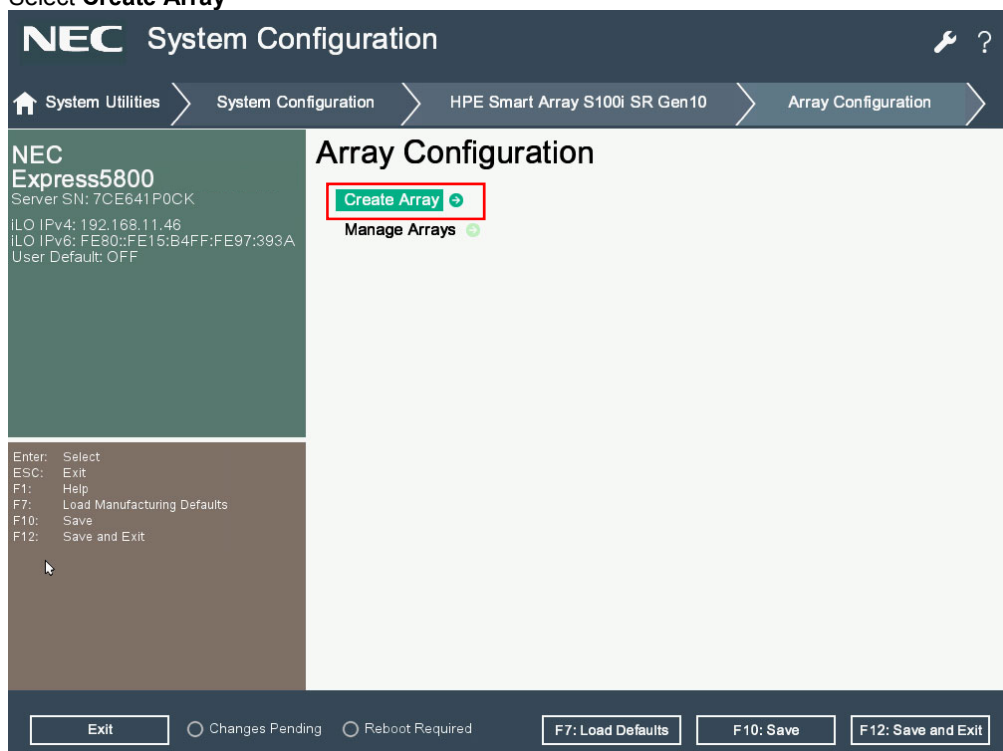 Select Create Array
NEC System Configuration
?
System Utilities
System Configuration
HPE Smart Array S100i SR Gen10
Array Configuration
NEC
Express5800
Server SN: 7CE641P0CK
iLO IPv4: 192.168.11.46
iLO IPv6: FE80::FE15:B4FF:FE97:393A
User Default: OFF
Array Configuration
Create Array
Manage Arrays
Enter: Select
ESC: Exit
F1: Help
F7: Load Manufacturing Defaults
F10: Save
F12: Save and Exit
Exit
Changes Pending
Reboot Required
F7: Load Defaults
F10: Save
F12: Save and Exit